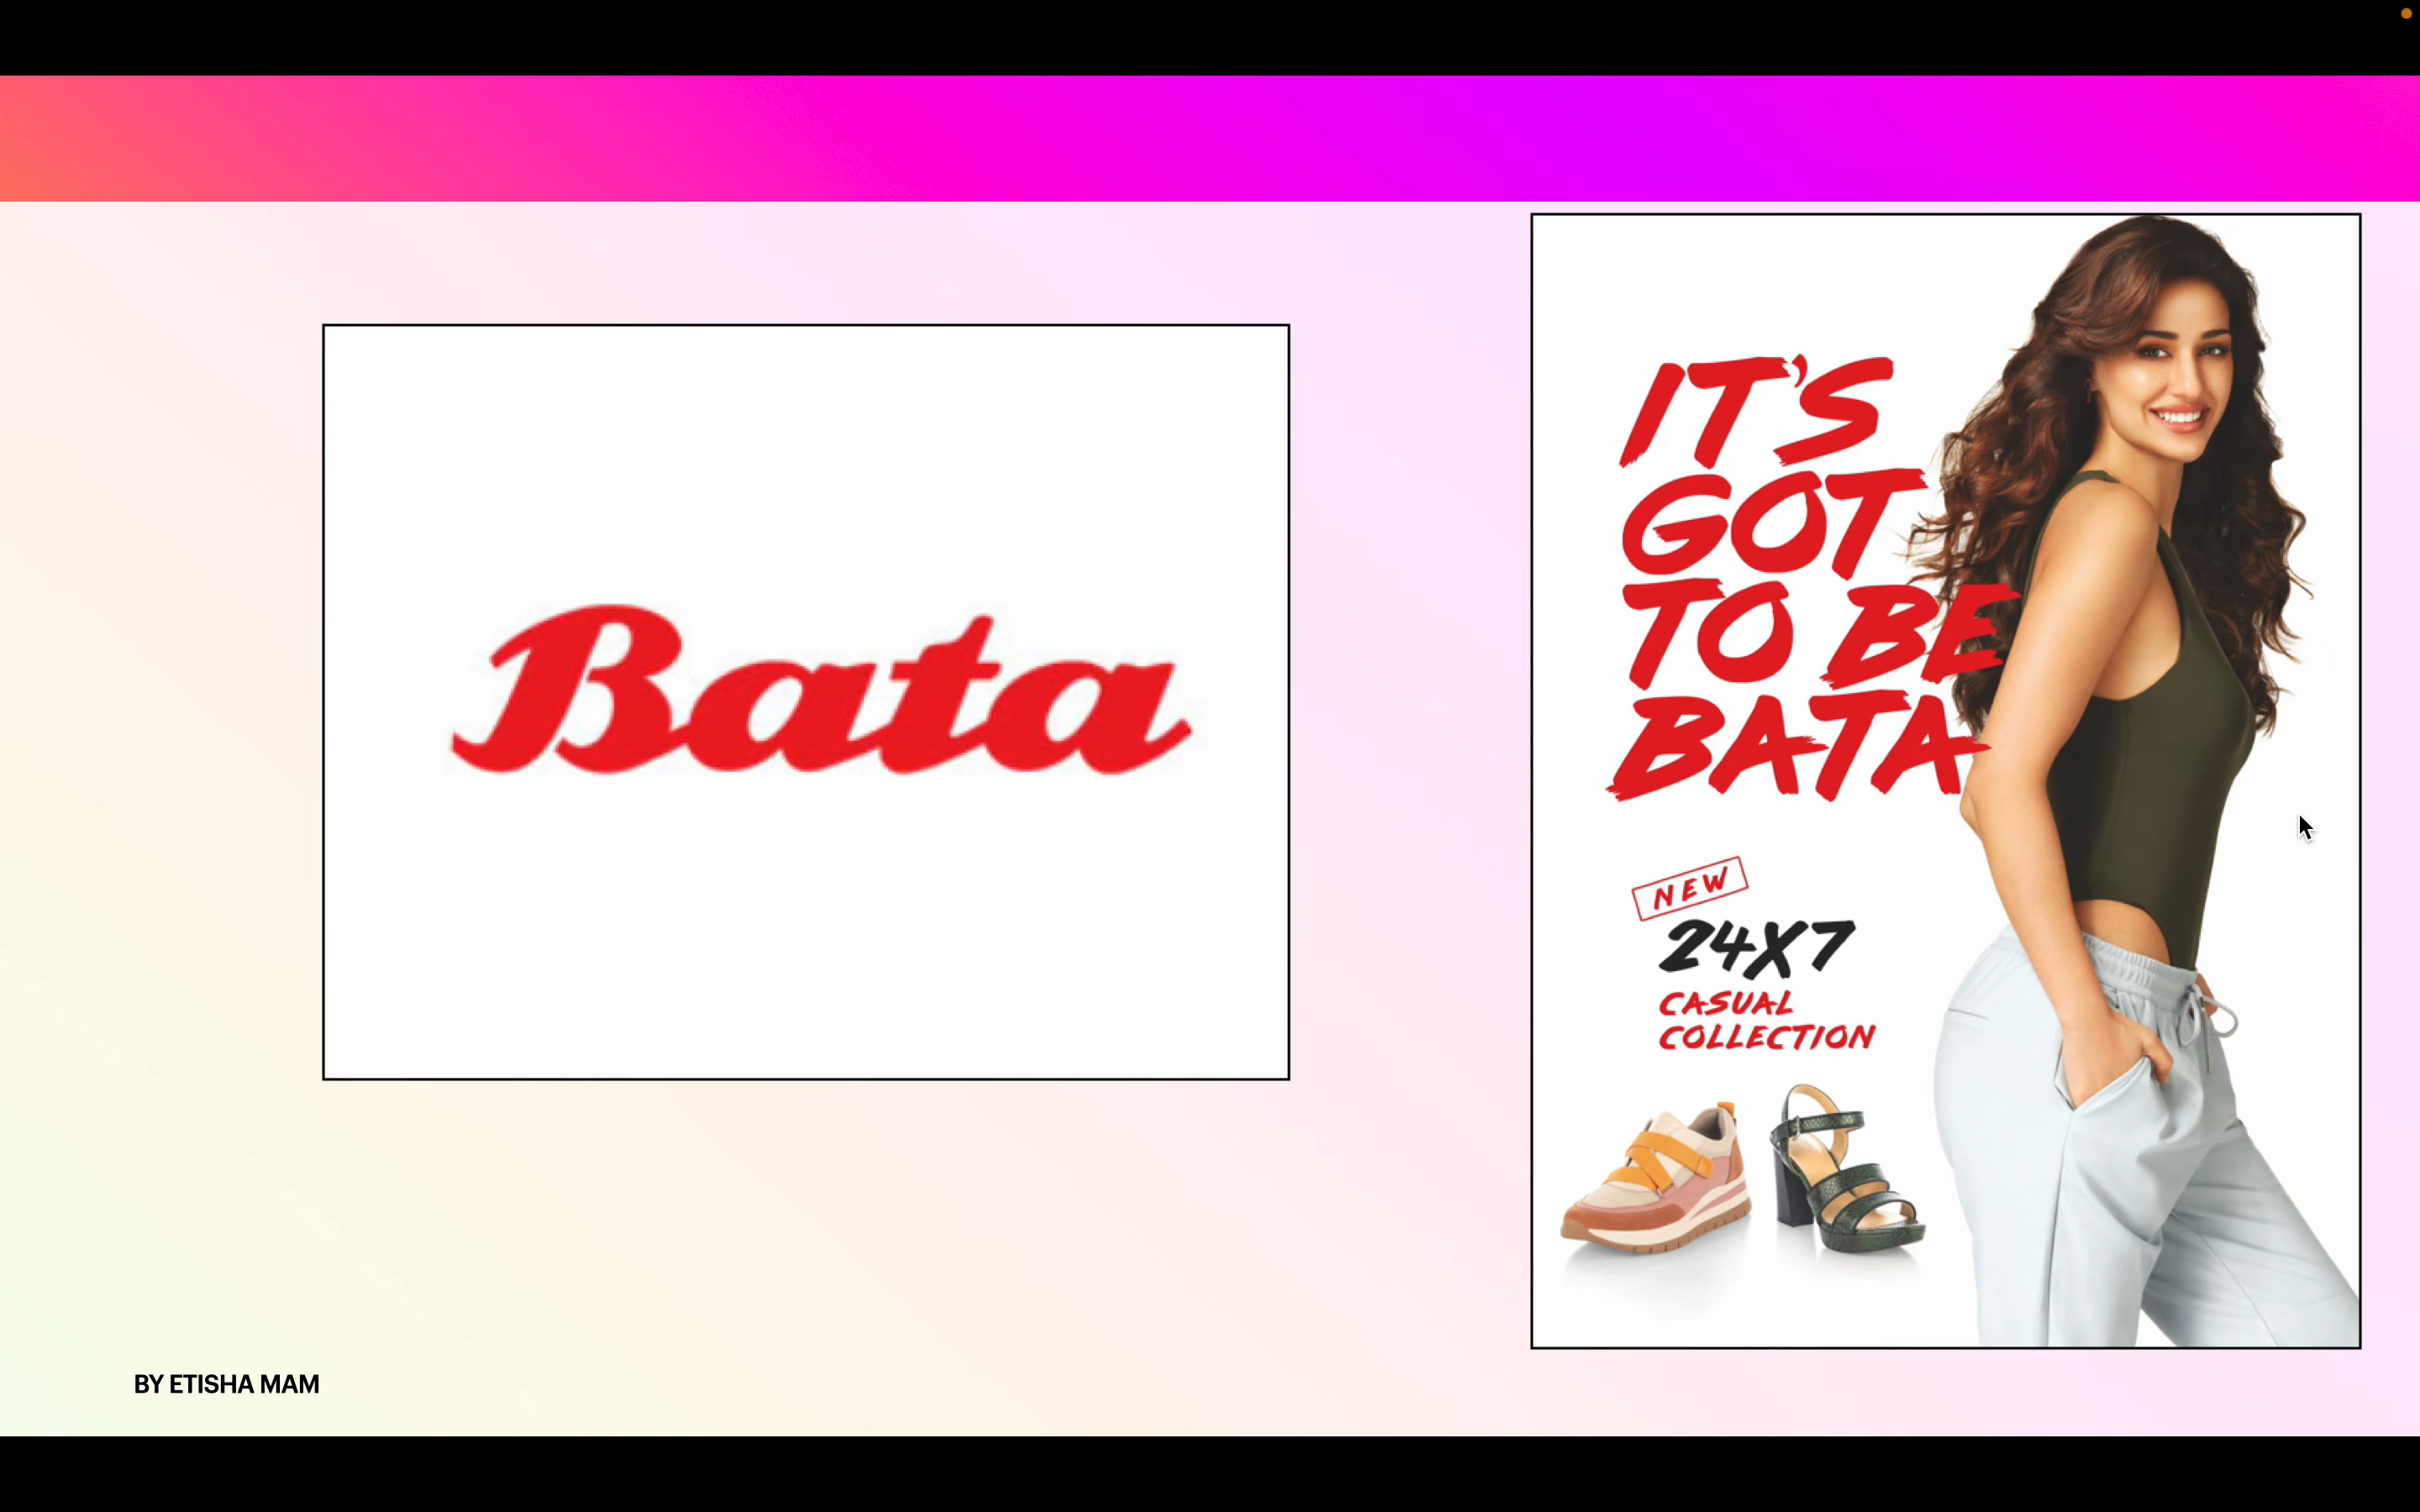 Bata
IT'S
GOT
TO BE
BATA
NEW
24X7
CASUAL
COLLECTION
BY ETISHA MAM